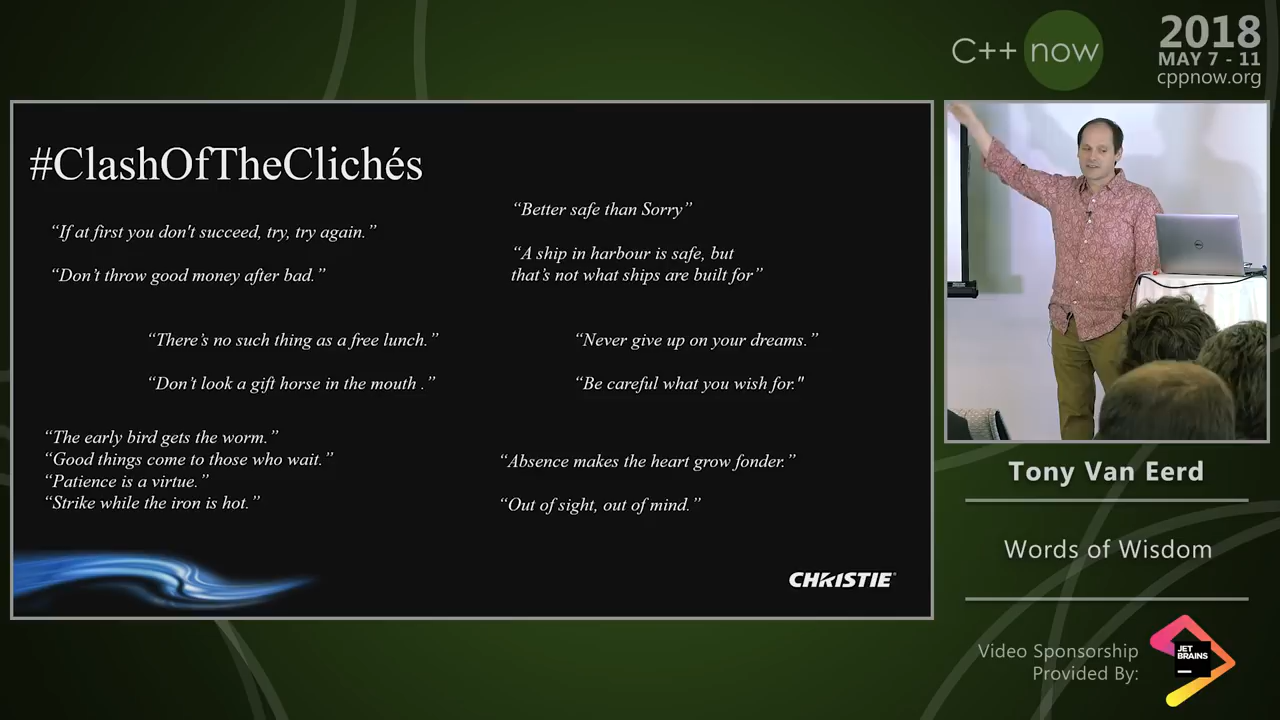 C++ now
2018
MAY 7 - 11
cppnow.org
#ClashOfTheClichés
“If at first you don't succeed, try, try again.”
“Don’t throw good money after bad.”
“Better safe than Sorry”
“A ship in harbour is safe, but
that’s not what ships are built for”
“There’s no such thing as a free lunch.”
“Don’t look a gift horse in the mouth .”
“Never give up on your dreams.”
“Be careful what you wish for."
“The early bird gets the worm.”
“Good things come to those who wait.”
“Patience is a virtue.”
“Strike while the iron is hot.”
“Absence makes the heart grow fonder.”
“Out of sight, out of mind.”
CHRISTIE®
Tony Van Eerd
Words of Wisdom
Video Sponsorship
Provided By:
JET
BRAINS